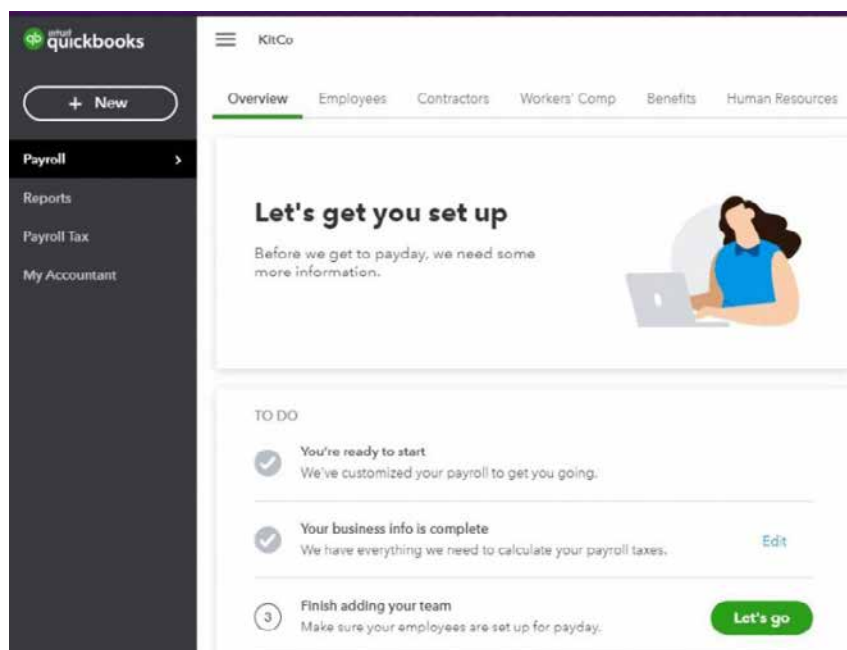 qb intuit quickbooks
KitCo
+ New
Overview Employees Contractors Workers' Comp Benefits Human Resources
Payroll >
Reports
Payroll Tax
My Accountant
Let's get you set up
Before we get to payday, we need some
more information.
TO DO
You're ready to start
We've customized your payroll to get you going.
Your business info is complete
We have everything we need to calculate your payroll taxes.
Edit
3
Finish adding your team
Make sure your employees are set up for payday.
Let's go